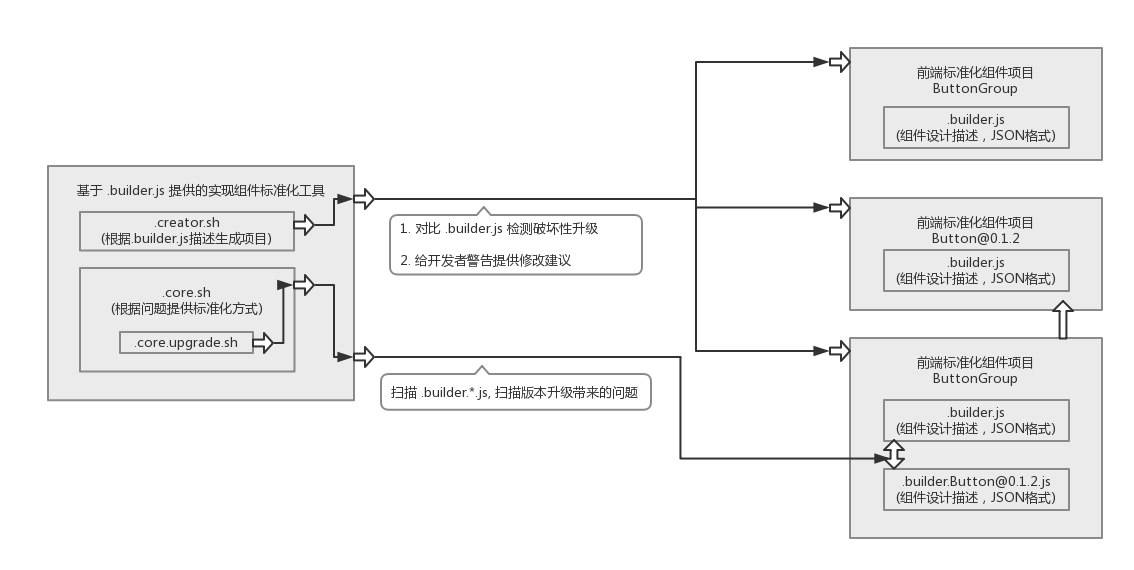 基于 .builder.js 提供的实现组件标准化工具
.creator.sh
(根据.builder.js描述生成项目)
.core.sh
(根据问题提供标准化方式)
.core.upgrade.sh
1. 对比 .builder.js 检测破坏性升级
2. 给开发者警告提供修改建议
扫描 .builder.*.js, 扫描版本升级带来的问题
前端标准化组件项目
ButtonGroup
.builder.js
(组件设计描述，JSON格式)
前端标准化组件项目
Button@0.1.2
.builder.js
(组件设计描述，JSON格式)
前端标准化组件项目
ButtonGroup
.builder.js
(组件设计描述，JSON格式)
.builder.Button@0.1.2.js
(组件设计描述，JSON格式)